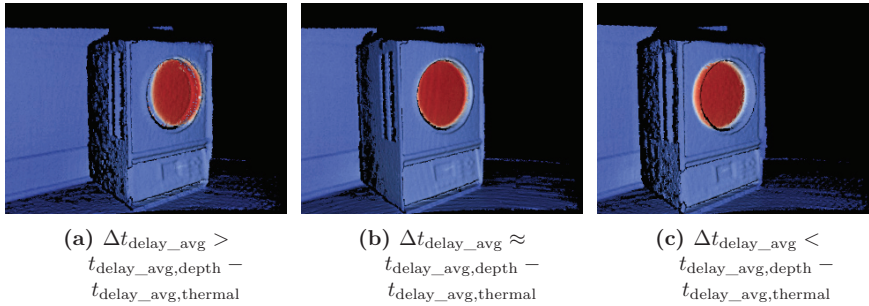 (a) Δt_delay_avg >
t_delay_avg,depth −
t_delay_avg,thermal
(b) Δt_delay_avg ≈
t_delay_avg,depth −
t_delay_avg,thermal
(c) Δt_delay_avg <
t_delay_avg,depth −
t_delay_avg,thermal